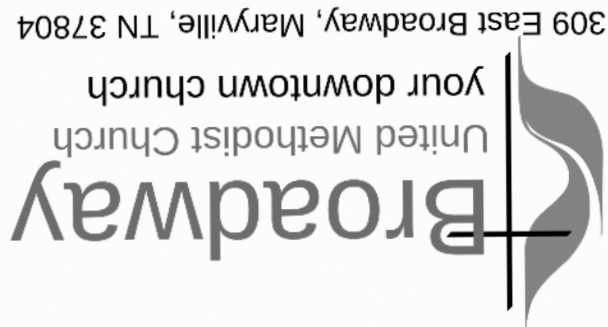 Broadway
United Methodist Church
your downtown church
309 East Broadway, Maryville, TN 37804